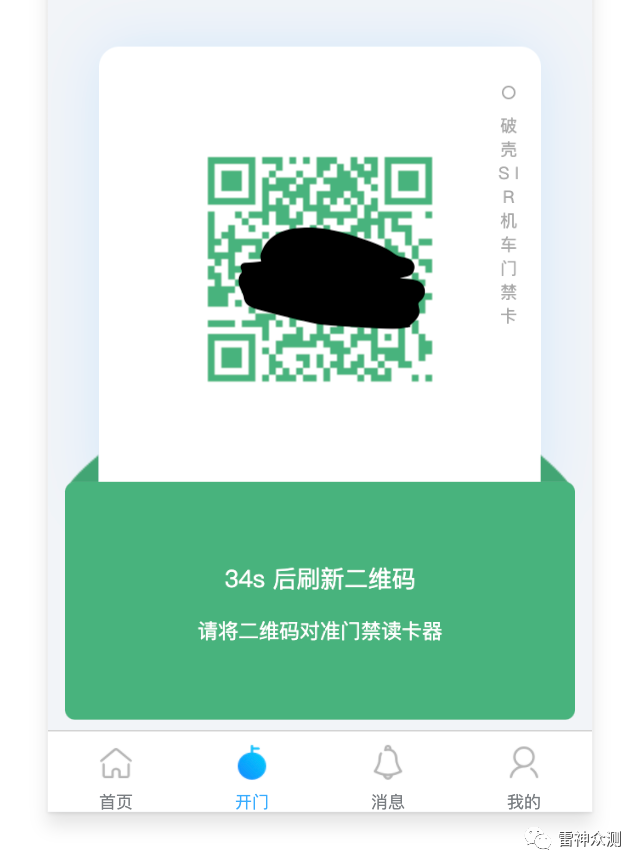 破壳SIR机车门禁卡
34s 后刷新二维码
请将二维码对准门禁读卡器
首页
开门
消息
我的
雷神众测